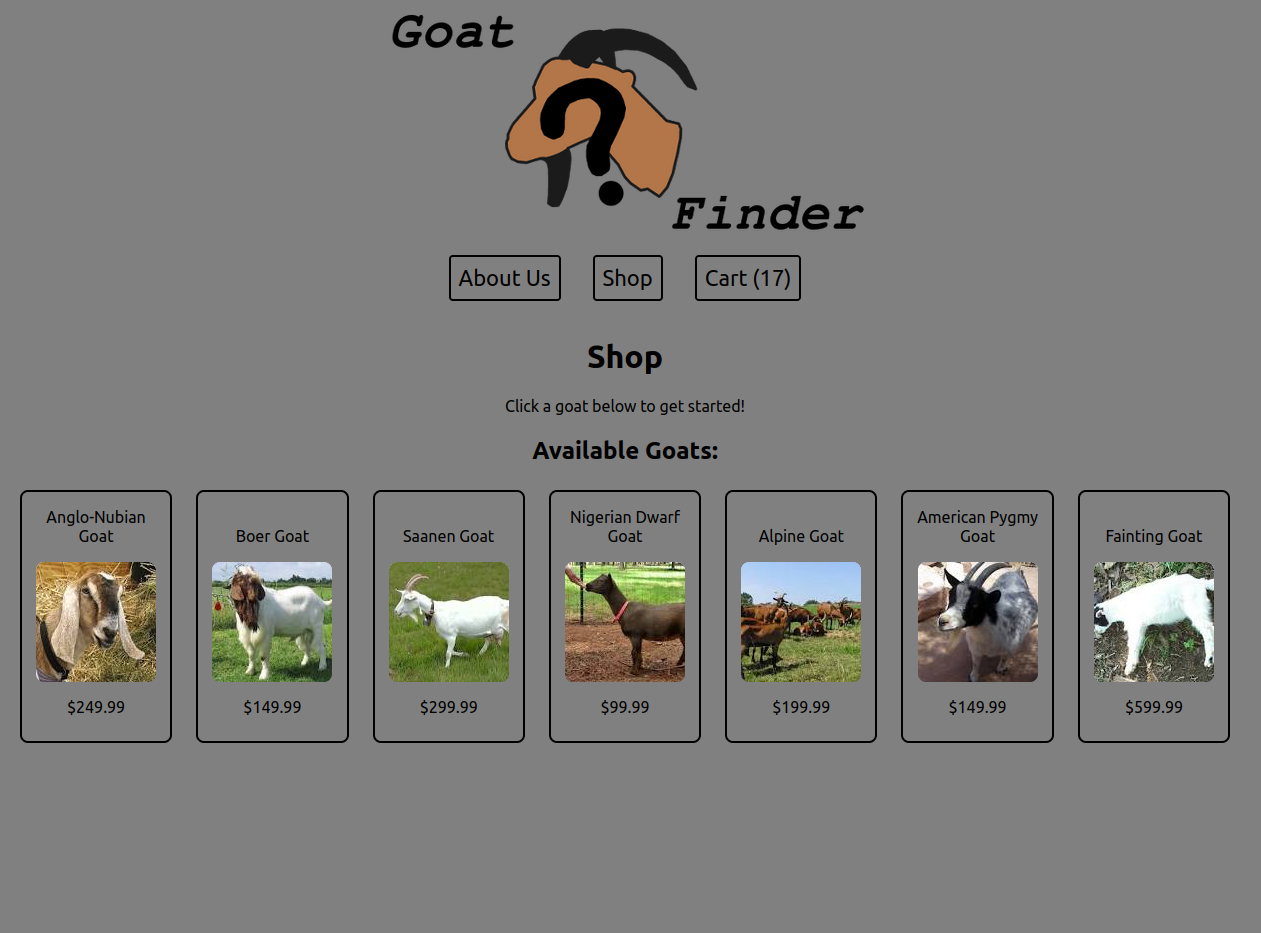 Goat
?
Finder
About Us
Shop
Cart (17)
Shop
Click a goat below to get started!
Available Goats:
Anglo-Nubian
Goat
$249.99
Boer Goat
$149.99
Saanen Goat
$299.99
Nigerian Dwarf
Goat
$99.99
Alpine Goat
$199.99
American Pygmy
Goat
$149.99
Fainting Goat
$599.99